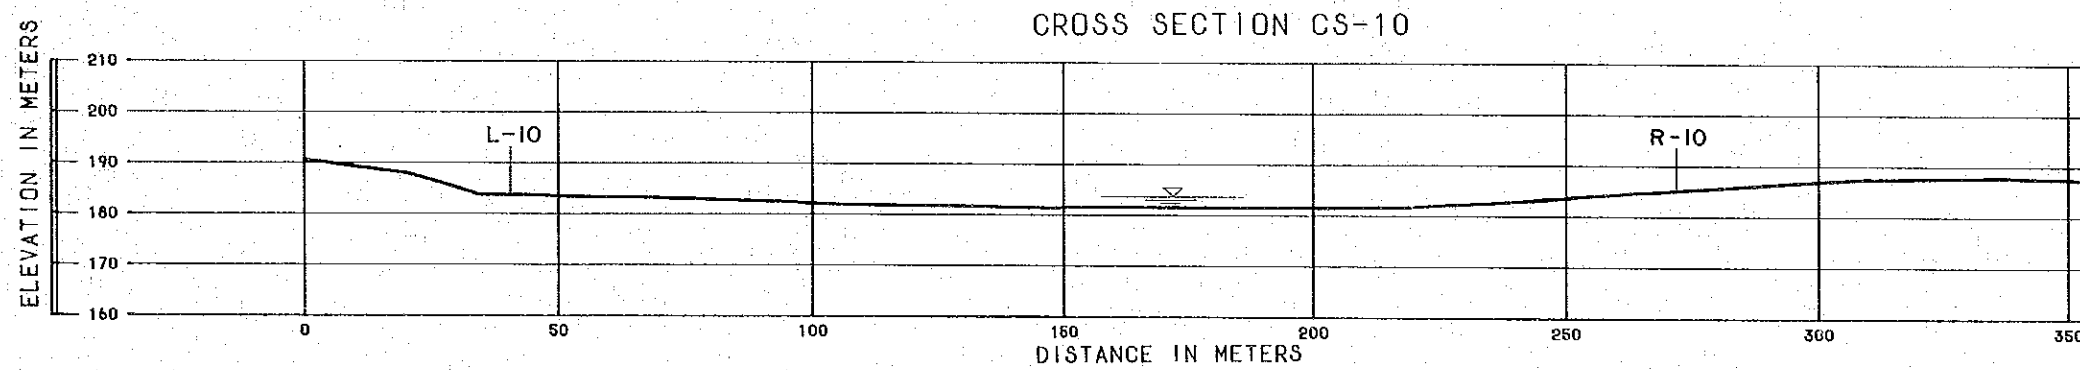 CROSS SECTION CS-10
ELEVATION IN METERS
210
200
190
180
170
160
L-10
R-10
0 50 100 150 200 250 300 350
DISTANCE IN METERS